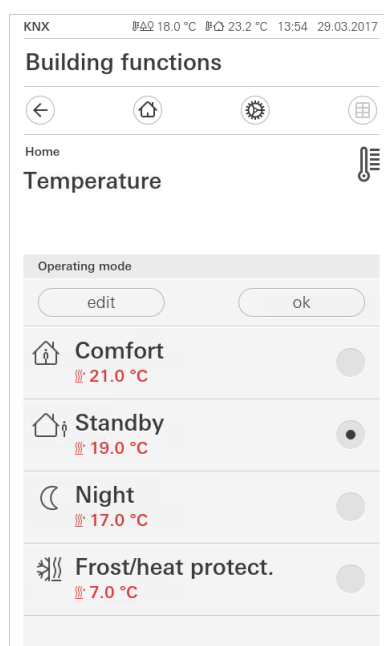 KNX 18.0 °C 23.2 °C 13:54 29.03.2017
Building functions
Home
Temperature
Operating mode
edit ok
Comfort
21.0 °C
Standby
19.0 °C
Night
17.0 °C
Frost/heat protect.
7.0 °C